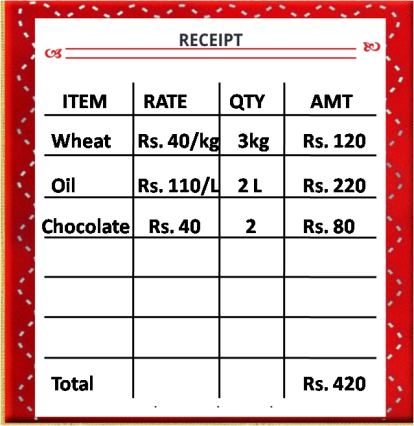 RECEIPT
ITEM RATE QTY AMT
Wheat Rs. 40/kg 3kg Rs. 120
Oil Rs. 110/L 2 L Rs. 220
Chocolate Rs. 40 2 Rs. 80
Total Rs. 420